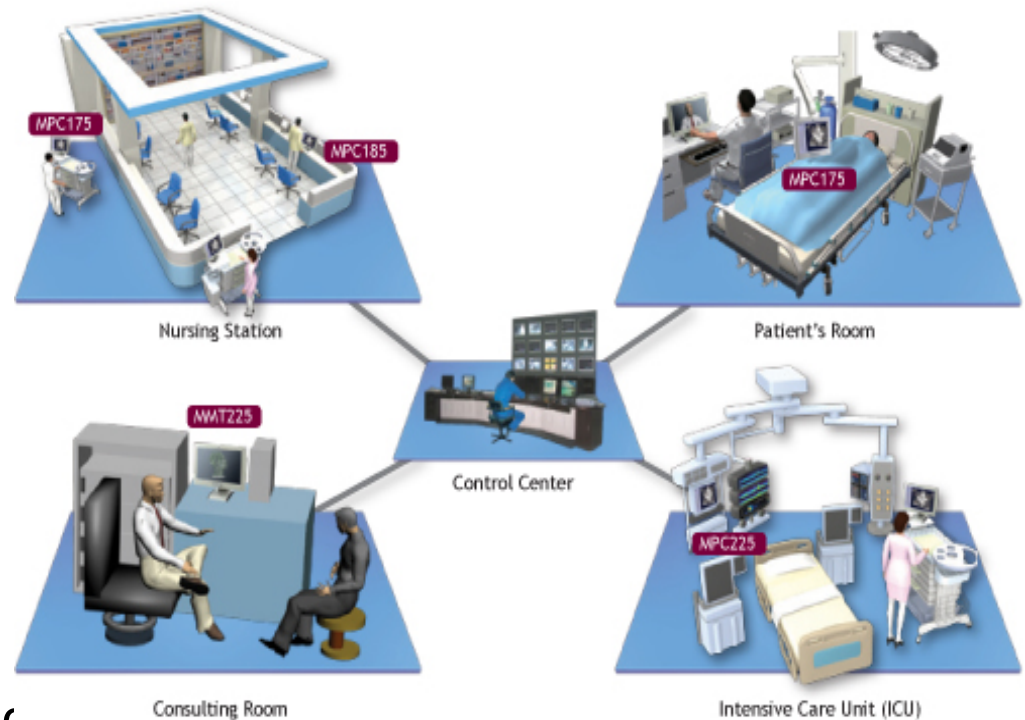 MPC175
MPC185
MPC175
Nursing Station
Patient's Room
MMT225
Control Center
MPC225
Consulting Room
Intensive Care Unit (ICU)